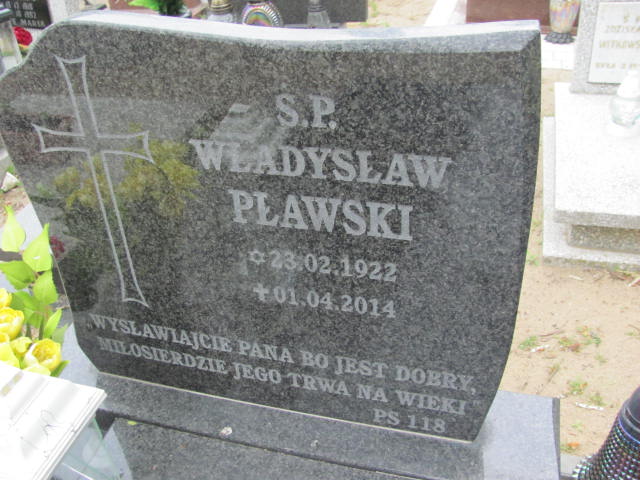 Ś.P.
WŁADYSŁAW
PŁAWSKI
✡23.02.1922
✝01.04.2014
„WYSŁAWIAJCIE PANA BO JEST DOBRY,
MIŁOSIERDZIE JEGO TRWA NA WIEKI"
PS 118